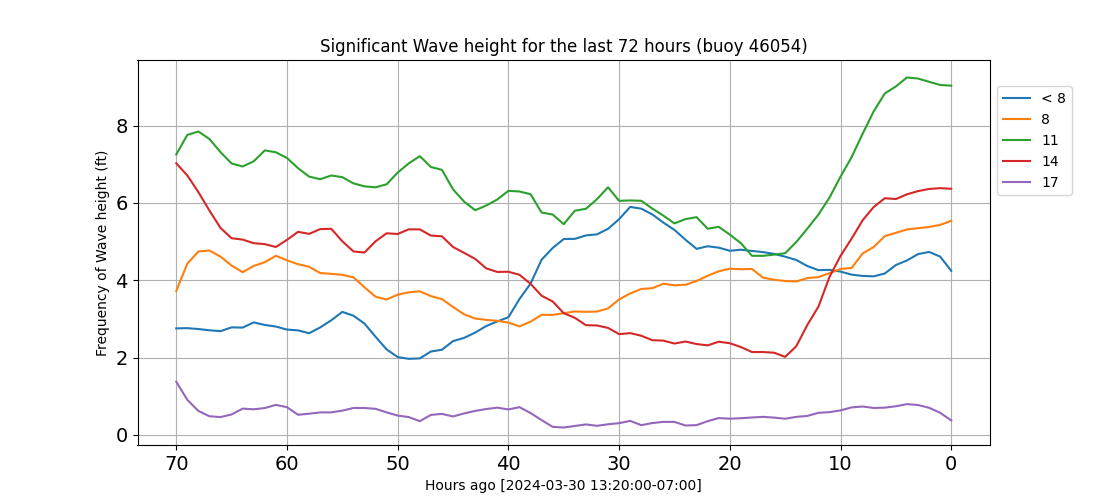 Significant Wave height for the last 72 hours (buoy 46054)
Frequency of Wave height (ft)
8
6
4
2
0
70 60 50 40 30 20 10 0
Hours ago [2024-03-30 13:20:00-07:00]
< 8
8
11
14
17